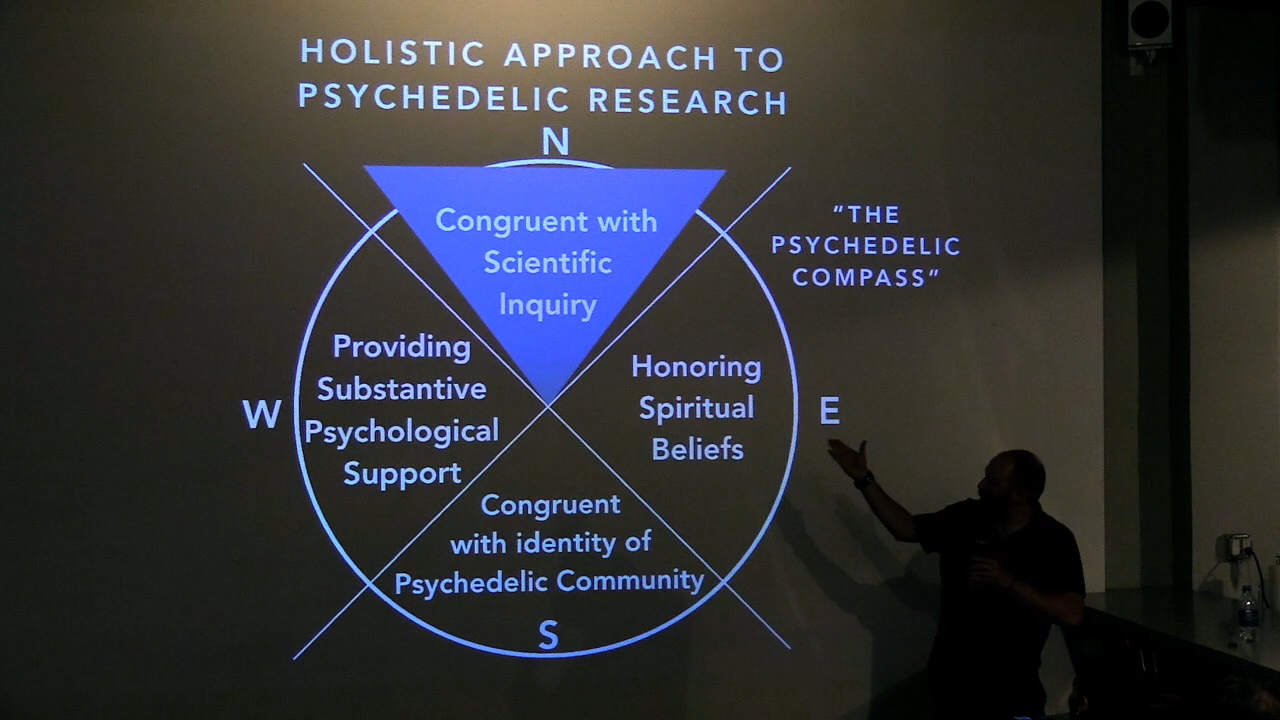 HOLISTIC APPROACH TO
PSYCHEDELIC RESEARCH
N
Congruent with
Scientific
Inquiry
"THE
PSYCHEDELIC
COMPASS"
W
Providing
Substantive
Psychological
Support
Honoring
Spiritual
Beliefs
E
Congruent
with identity of
Psychedelic Community
S